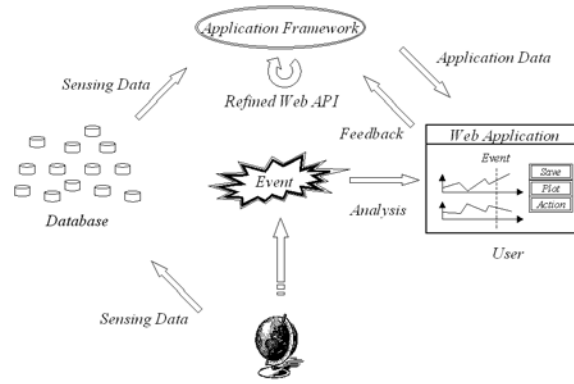 Application Framework
Sensing Data
Application Data
Refined Web API
Feedback
Web Application
Event
Save
Plot
Action
Event
Analysis
Database
User
Sensing Data